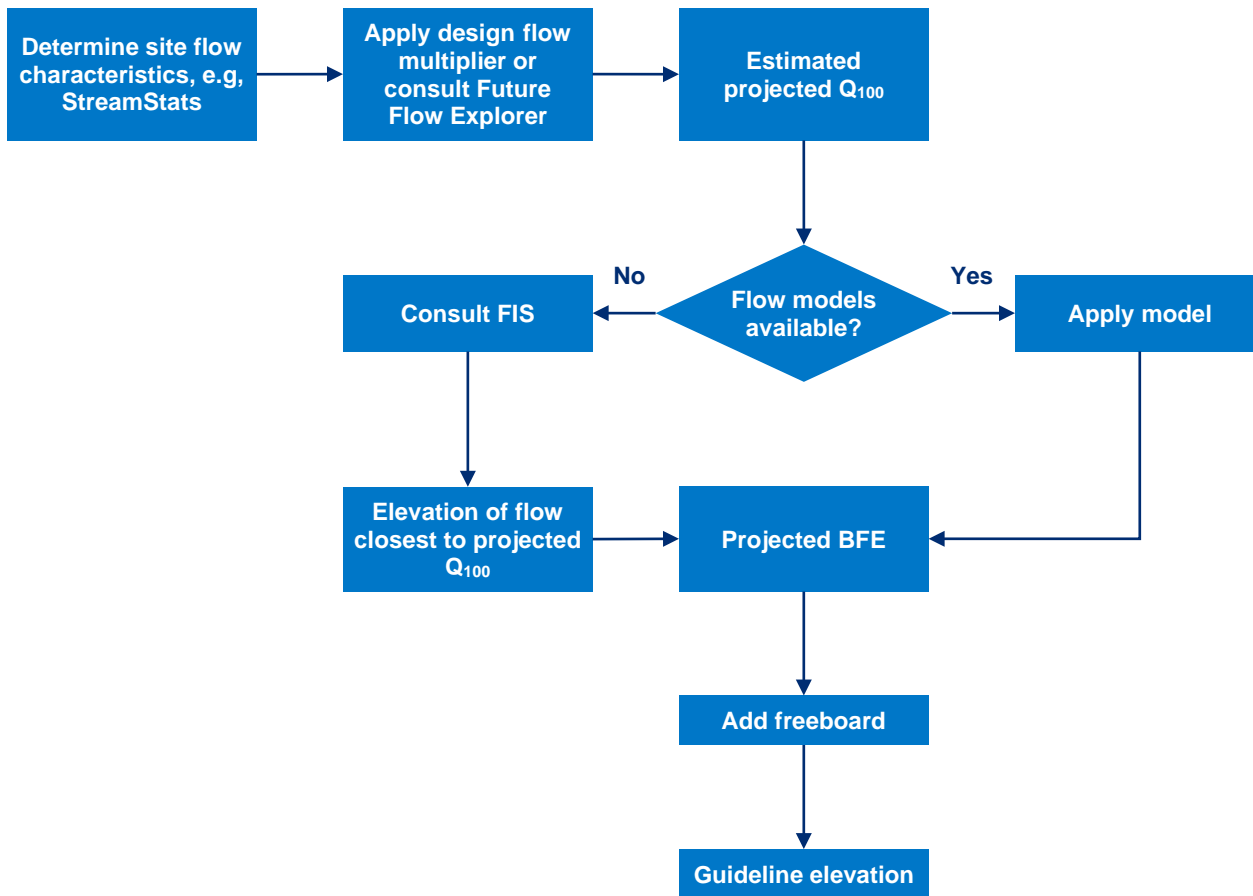 Determine site flow
characteristics, e.g,
StreamStats
Apply design flow
multiplier or
consult Future
Flow Explorer
Estimated
projected Q₁₀₀
No
Flow models
available?
Yes
Consult FIS
Apply model
Elevation of flow
closest to projected
Q₁₀₀
Projected BFE
Add freeboard
Guideline elevation